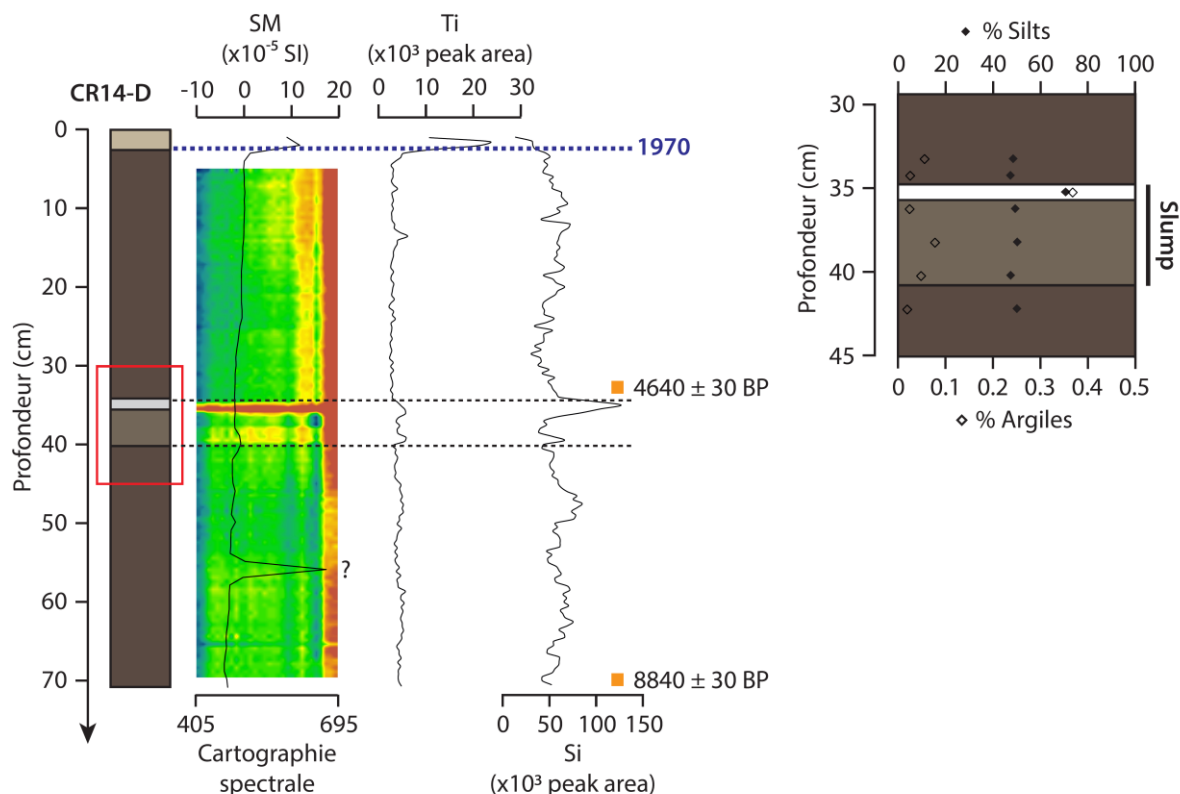 SM
(x10⁻⁵ SI)
-10 0 10 20
Ti
(x10³ peak area)
0 10 20 30
CR14-D
0
10
20
30
40
50
60
70
Profondeur (cm)
1970
4640 ± 30 BP
?
8840 ± 30 BP
405 695
Cartographie
spectrale
0 50 100 150
Si
(x10³ peak area)
% Silts
0 20 40 60 80 100
30
35
40
45
Profondeur (cm)
Slump
0 0.1 0.2 0.3 0.4 0.5
% Argiles